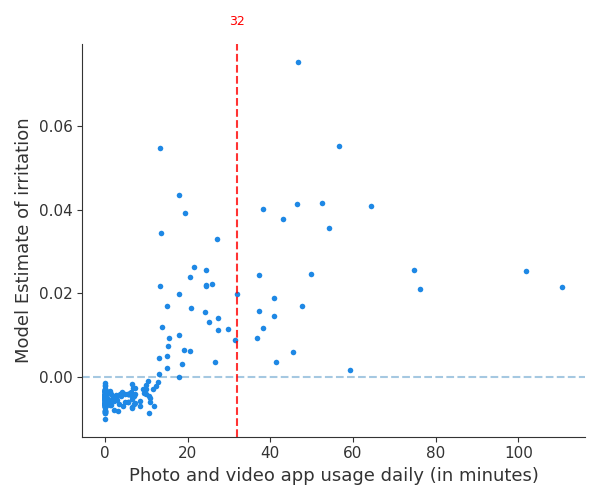 32
Model Estimate of irritation
0.06
0.04
0.02
0.00
0 20 40 60 80 100
Photo and video app usage daily (in minutes)